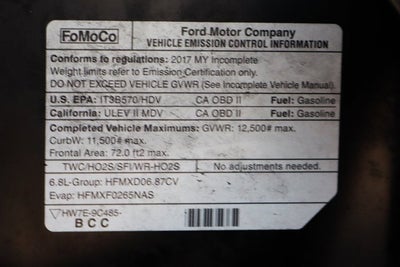 FoMoCo
Ford Motor Company
VEHICLE EMISSION CONTROL INFORMATION
Conforms to regulations: 2017 MY Incomplete
Weight limits refer to Emission Certification only.
DO NOT EXCEED VEHICLE GVWR (See Incomplete Vehicle Manual).
U.S. EPA: 1T3B570/HDV CA OBD II Fuel: Gasoline
California: ULEV II MDV CA OBD II Fuel: Gasoline
Completed Vehicle Maximums: GVWR: 12,500# max.
CurbW: 11,500# max.
Frontal Area: 72.0 ft2 max.
TWC/HO2S/SFI/WR-HO2S No adjustments needed.
6.8L-Group: HFMXD06.87CV
Evap: HFMXF0265NAS
HW7E-9C485-
BCC